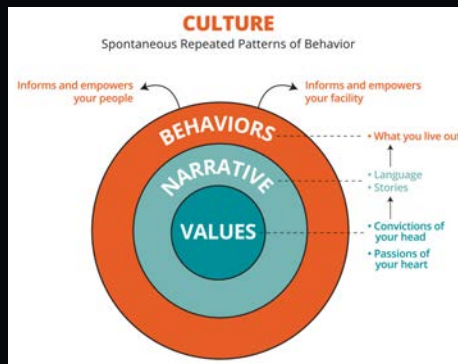 CULTURE
Spontaneous Repeated Patterns of Behavior
Informs and empowers
your people
Informs and empowers
your facility
BEHAVIORS
• What you live out
NARRATIVE
• Language
• Stories
VALUES
• Convictions of
your head
• Passions of
your heart